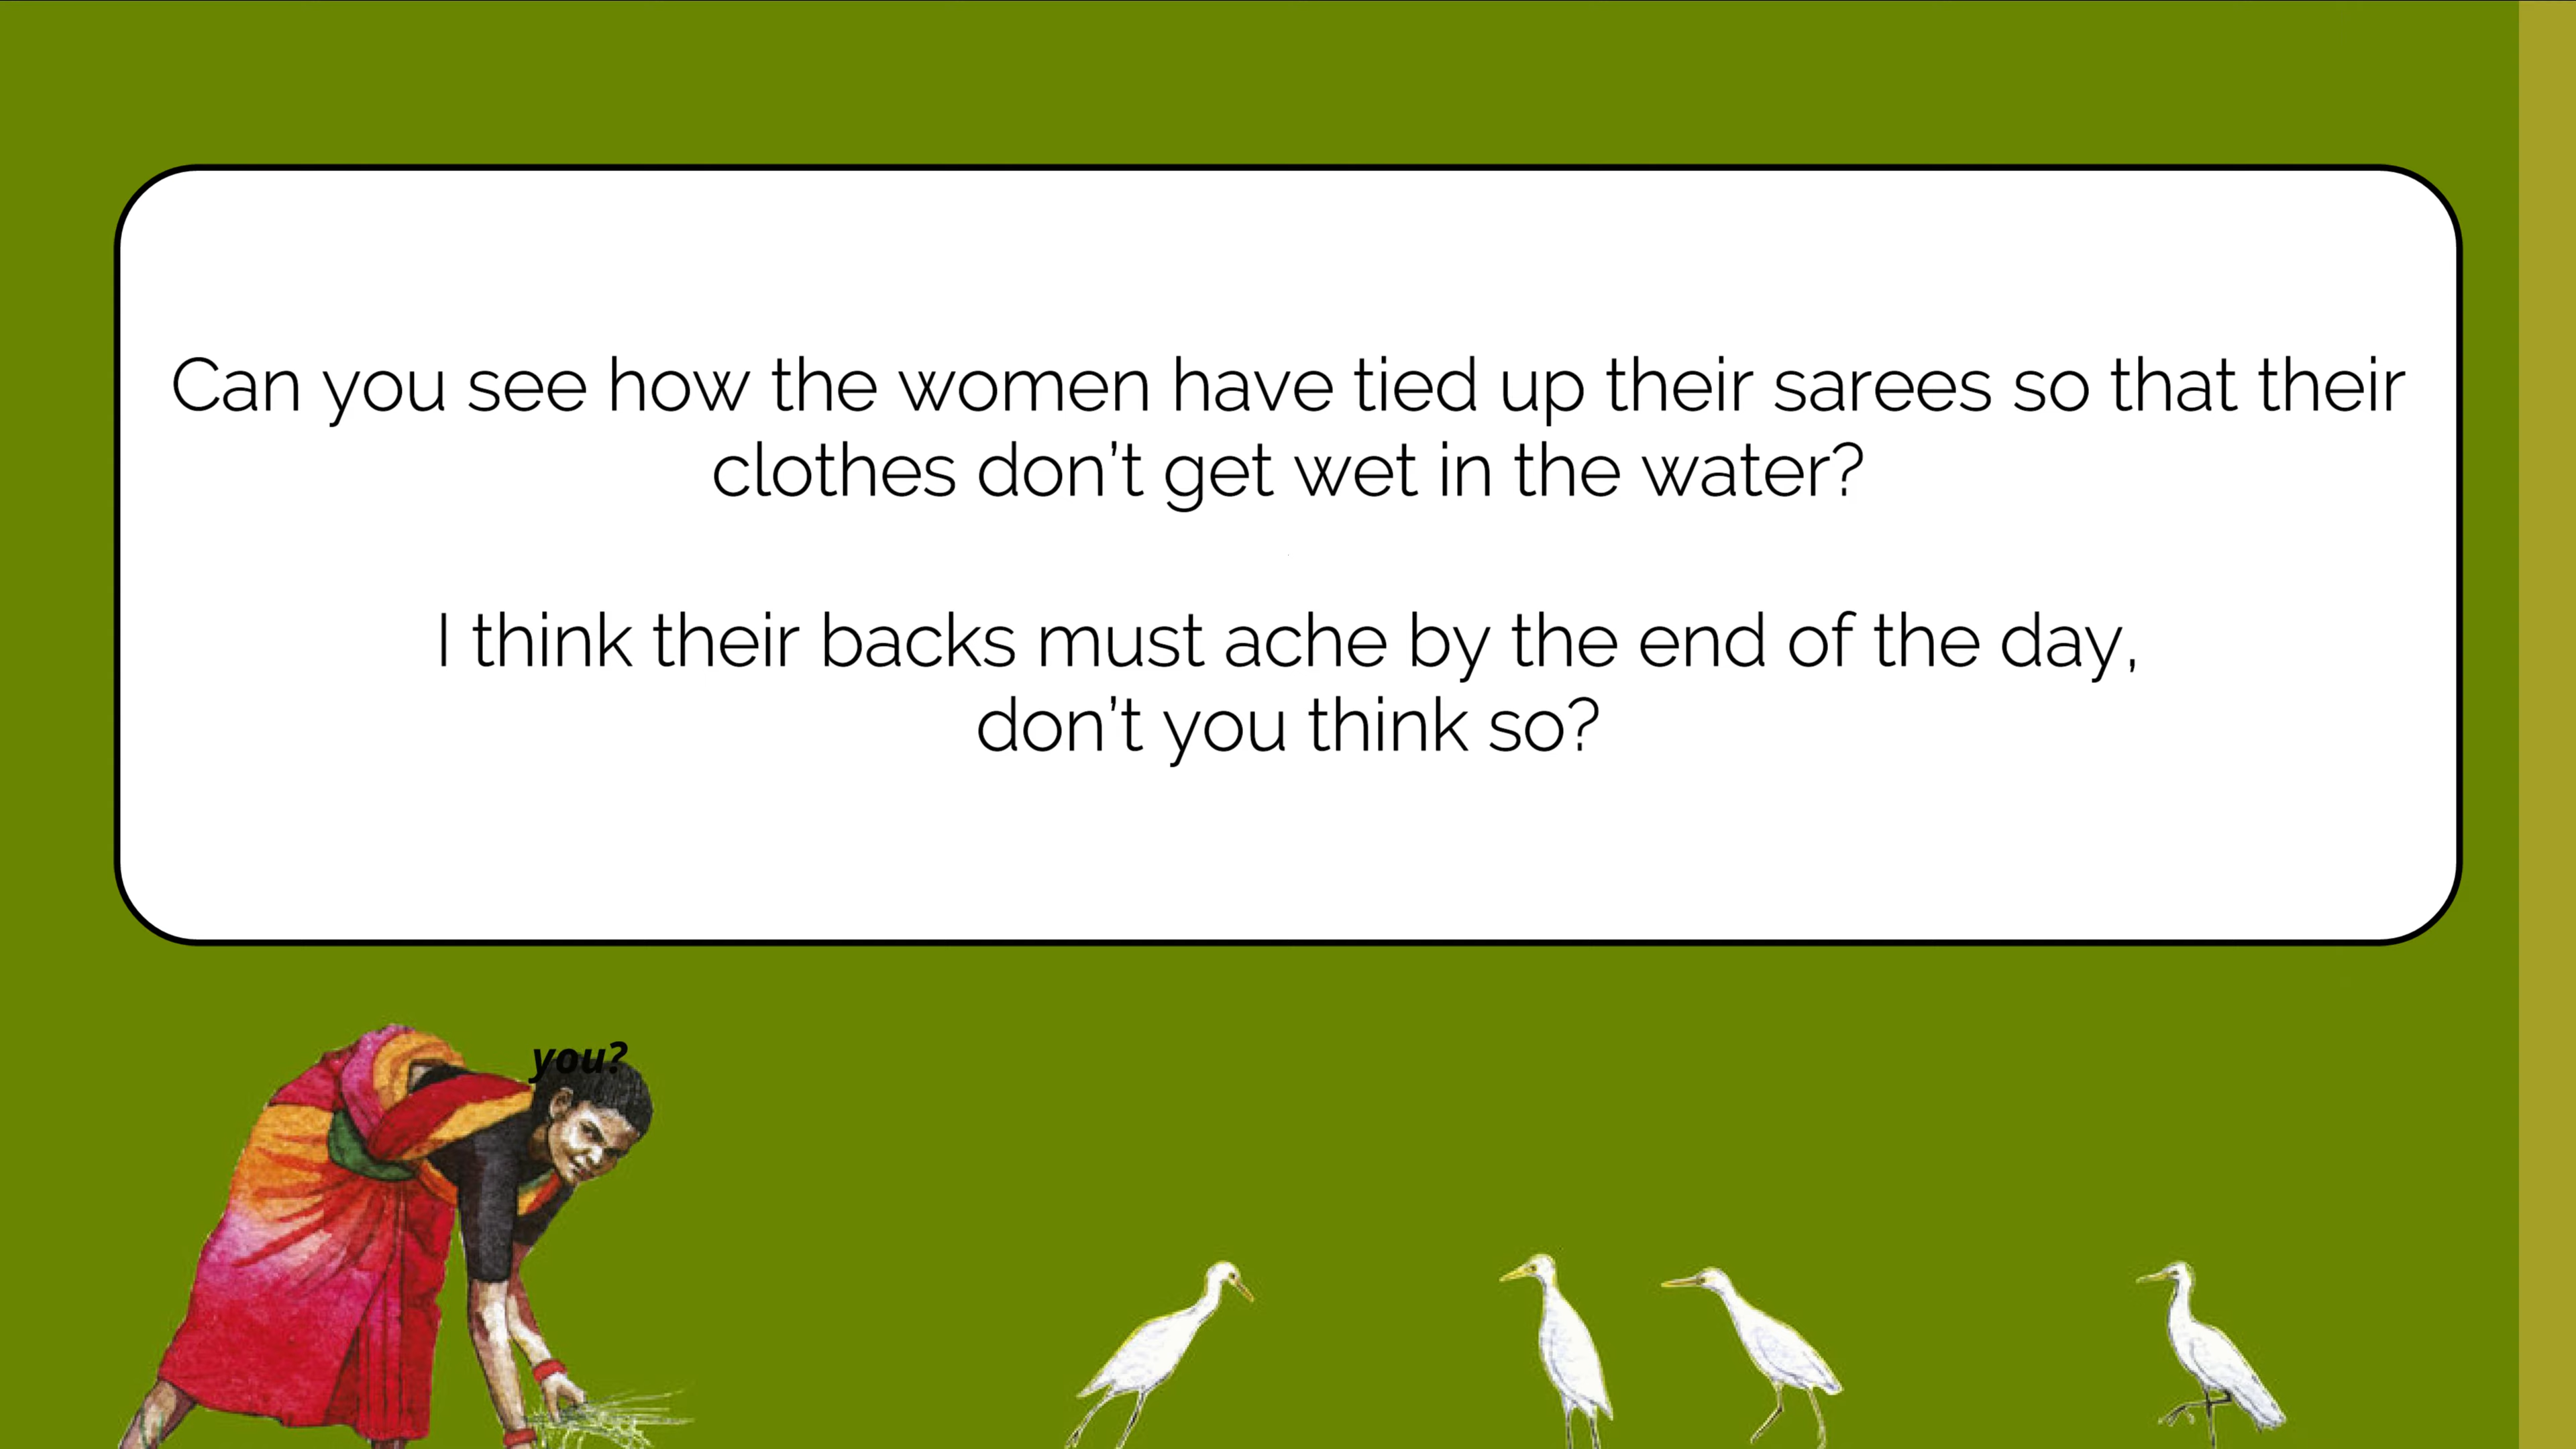 Can you see how the women have tied up their sarees so that their
clothes don't get wet in the water?
I think their backs must ache by the end of the day,
don't you think so?
you?